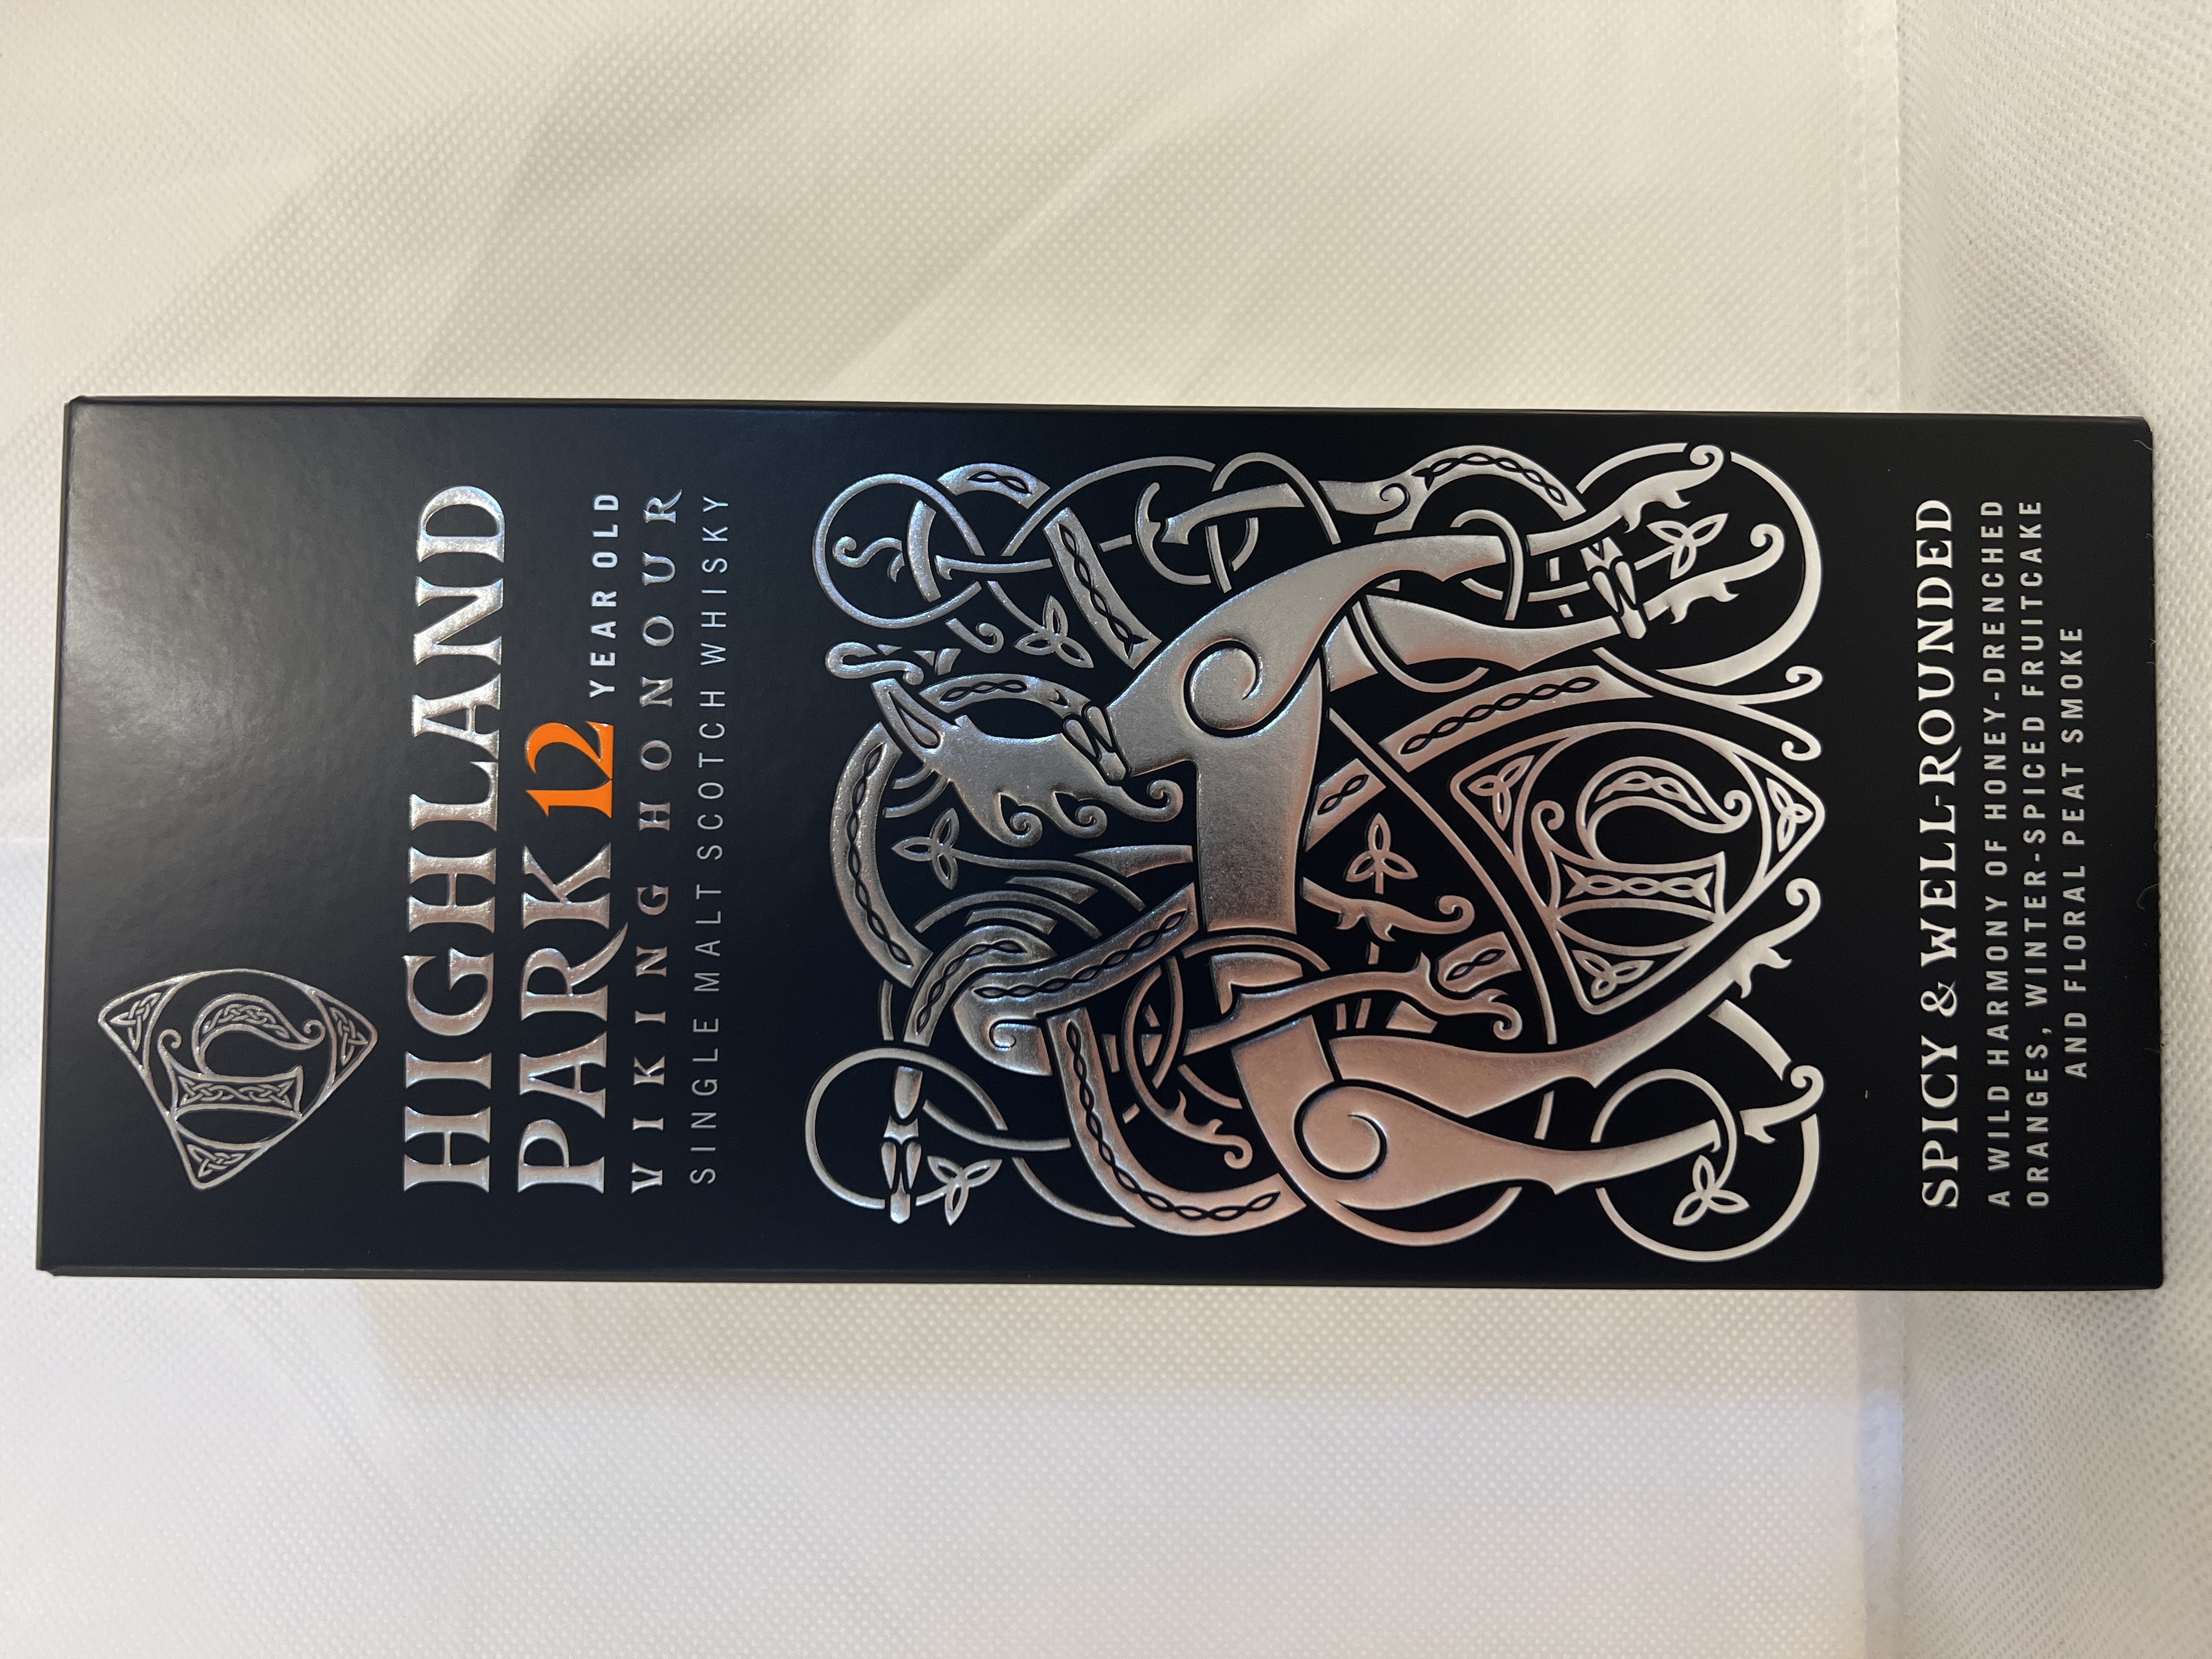 HIGHLAND
PARK 12 YEAR OLD
VIKING HONOUR
SINGLE MALT SCOTCH WHISKY
SPICY & WELL-ROUNDED
A WILD HARMONY OF HONEY-DRENCHED
ORANGES, WINTER-SPICED FRUITCAKE
AND FLORAL PEAT SMOKE